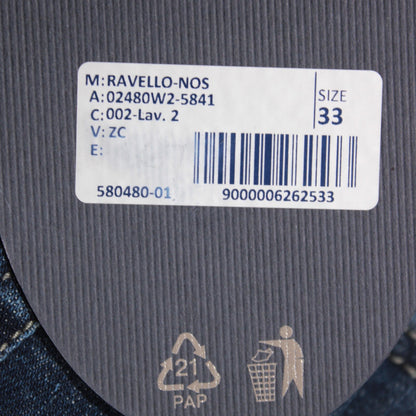 M: RAVELLO-NOS
A: 02480W2-5841
C: 002-Lav. 2
V: ZC
E:
SIZE
33
580480-01
9000006262533
21
PAP